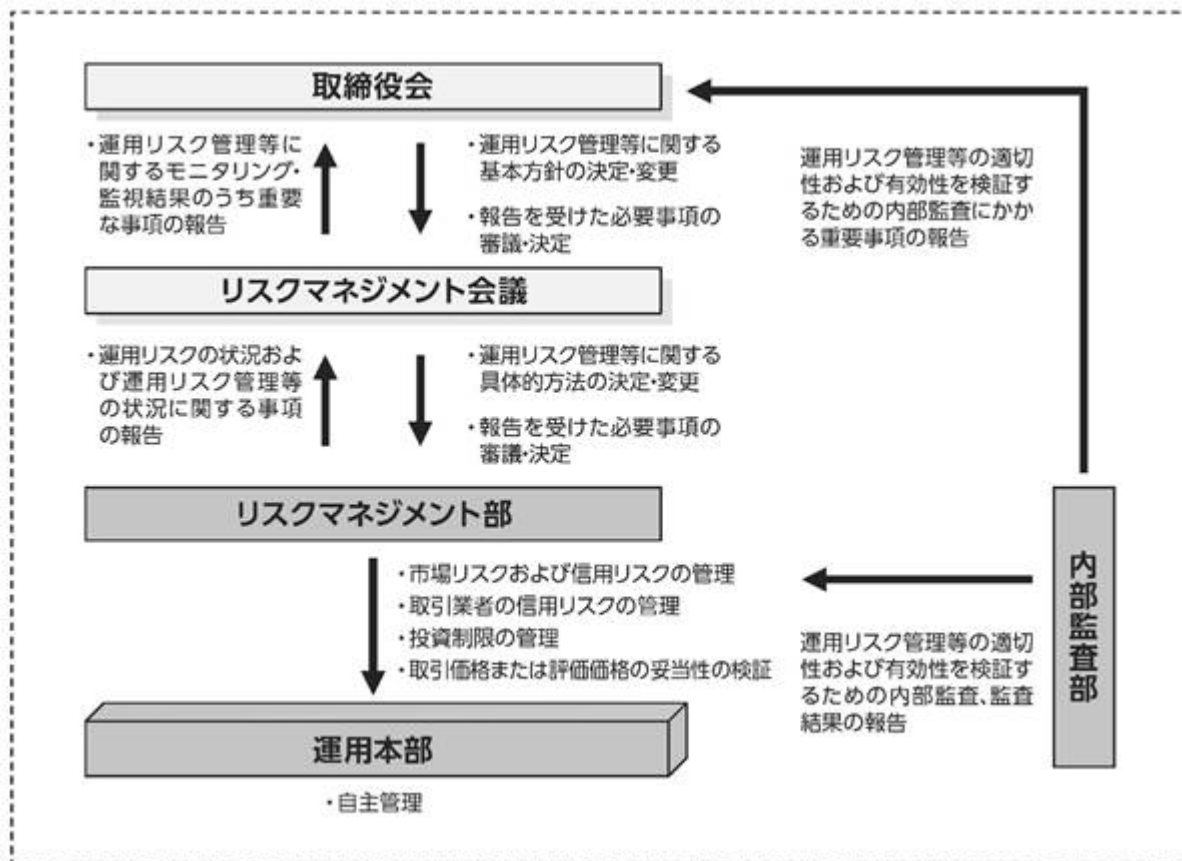 取締役会
・運用リスク管理等に
関するモニタリング・
監視結果のうち重要
な事項の報告
・運用リスク管理等に関する
基本方針の決定・変更
・報告を受けた必要事項の
審議・決定
運用リスク管理等の適切
性および有効性を検証す
るための内部監査にかか
る重要事項の報告
リスクマネジメント会議
・運用リスクの状況およ
び運用リスク管理等
の状況に関する事項
の報告
・運用リスク管理等に関する
具体的方法の決定・変更
・報告を受けた必要事項の
審議・決定
リスクマネジメント部
・市場リスクおよび信用リスクの管理
・取引業者の信用リスクの管理
・投資制限の管理
・取引価格または評価価格の妥当性の検証
運用リスク管理等の適切
性および有効性を検証す
るための内部監査、監査
結果の報告
内部監査部
運用本部
・自主管理